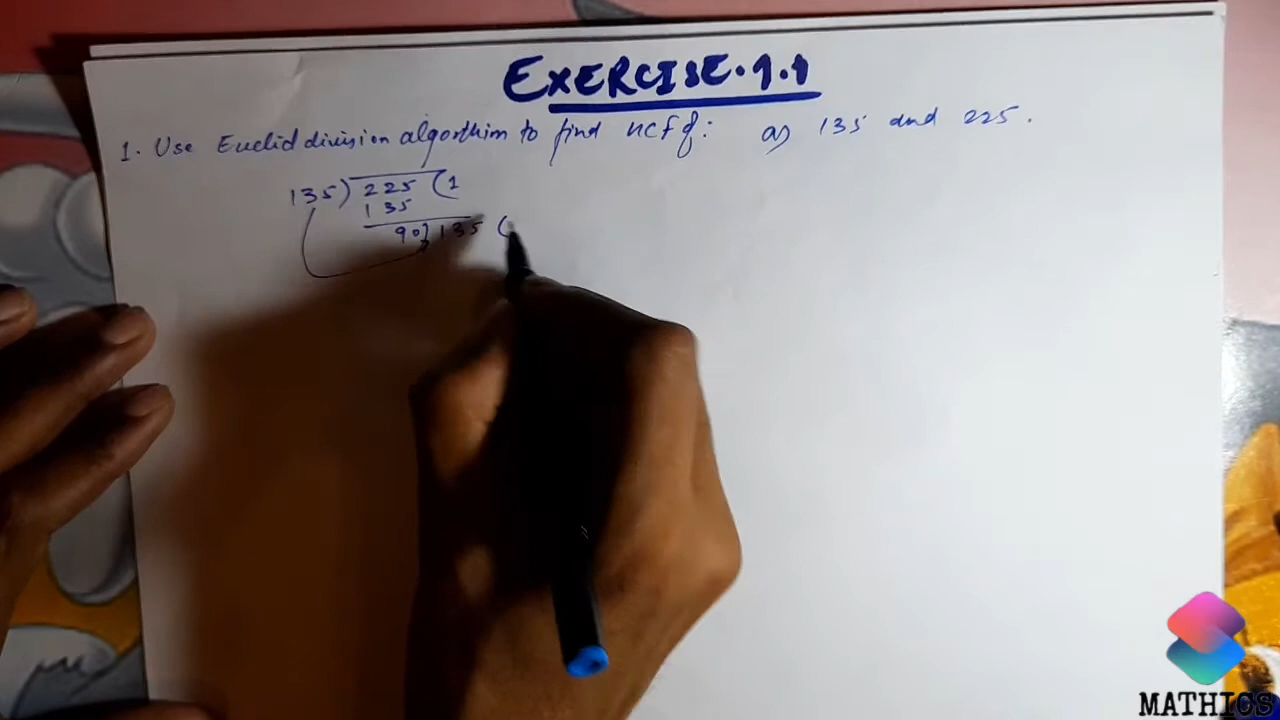 EXERCISE.1.1
1. Use Euclid division algorthim to find HCF of: a) 135 and 225.
135) 225 (1
135
90) 135 (
MATHIGS